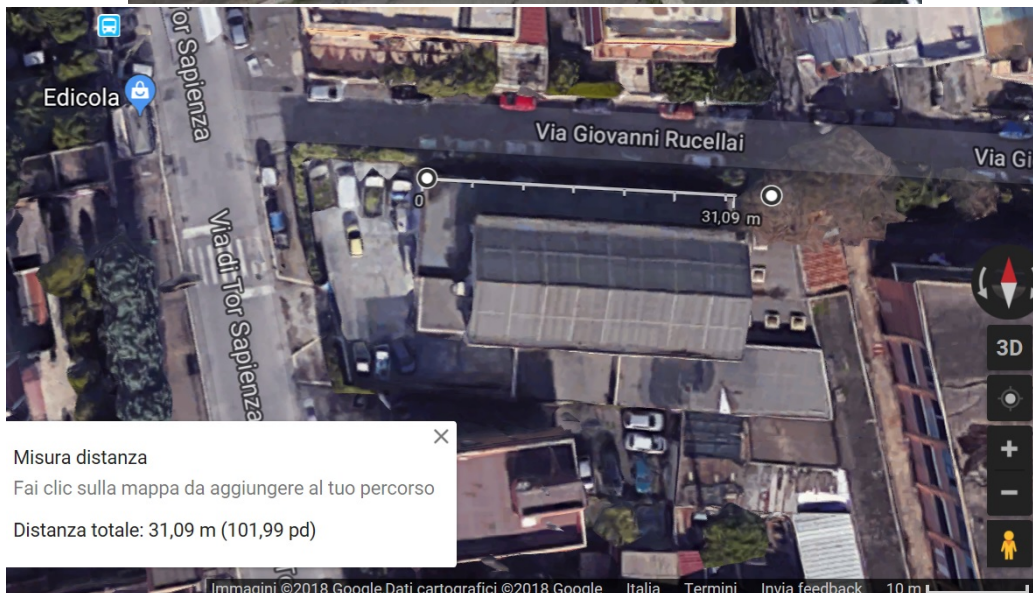 Tor Sapienza
Edicola
Via Giovanni Rucellai
Via Gi
0
31,09 m
Via di Tor Sapienza
3D
Misura distanza
Fai clic sulla mappa da aggiungere al tuo percorso
Distanza totale: 31,09 m (101,99 pd)
Immagini ©2018 Google,Dati cartografici ©2018 Google Italia Termini Invia feedback 10 m